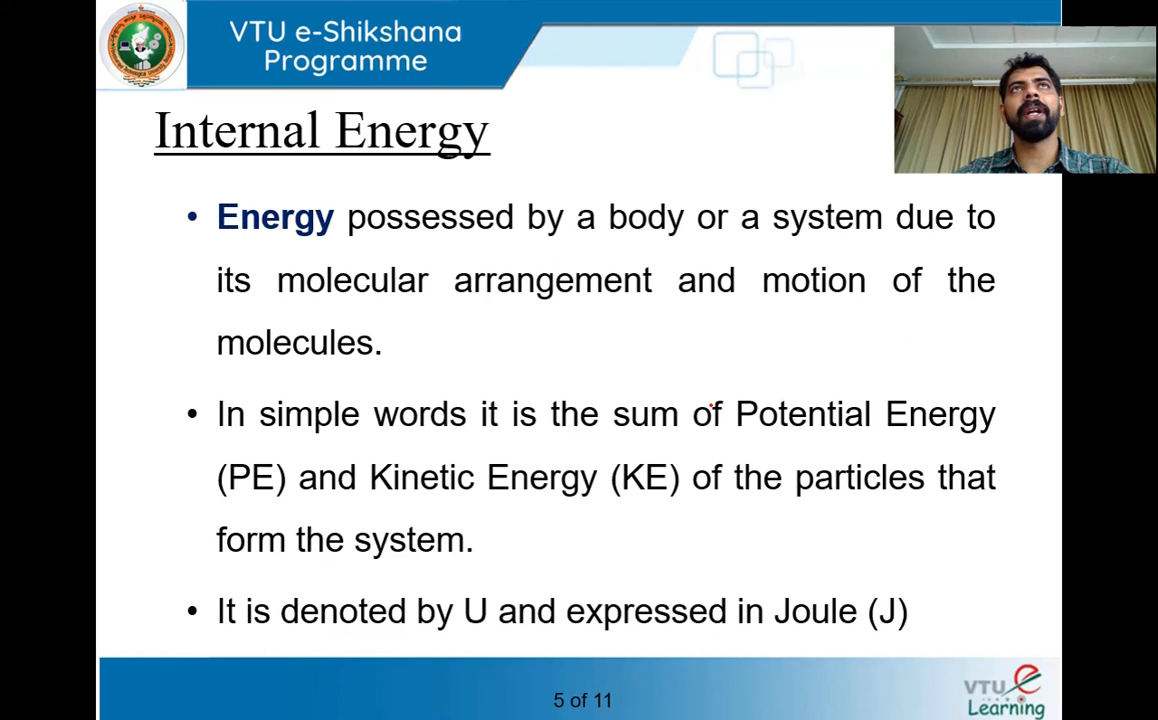 VTU e-Shikshana
Programme
Internal Energy
• Energy possessed by a body or a system due to
its molecular arrangement and motion of the
molecules.
• In simple words it is the sum of Potential Energy
(PE) and Kinetic Energy (KE) of the particles that
form the system.
• It is denoted by U and expressed in Joule (J)
5 of 11
VTU e
Learning